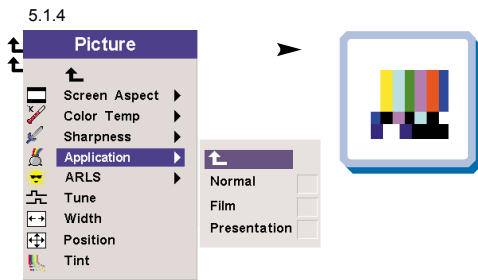 5.1.4
Picture
Screen Aspect
Color Temp
Sharpness
Application
ARLS
Tune
Width
Position
Tint
Normal
Film
Presentation